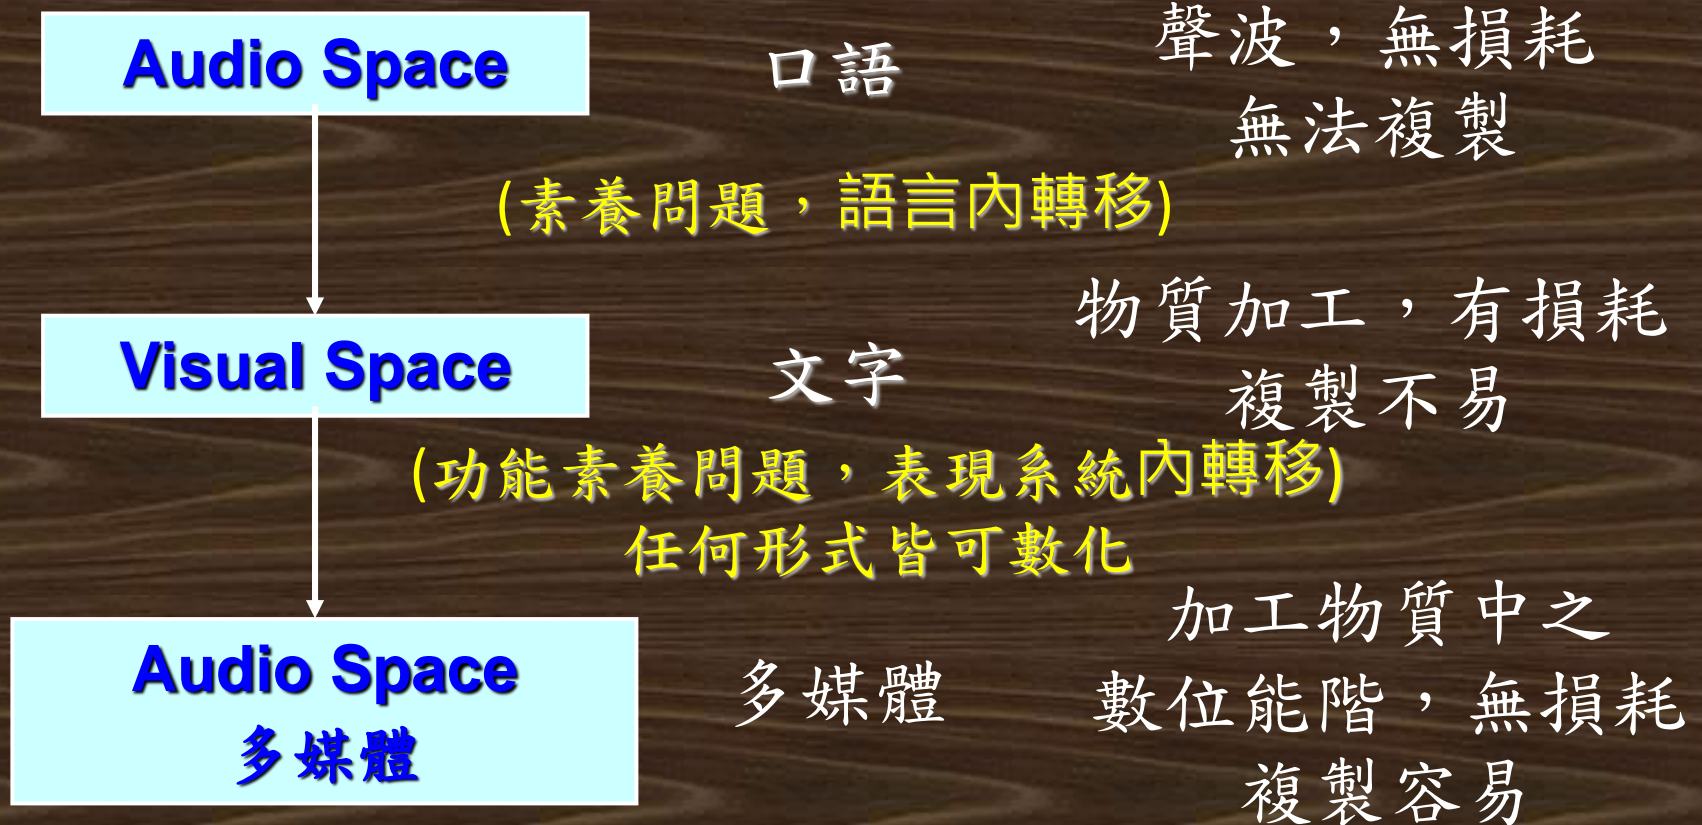 Audio Space
口語
聲波，無損耗
無法複製
(素養問題，語言內轉移)
Visual Space
文字
物質加工，有損耗
複製不易
(功能素養問題，表現系統內轉移)
任何形式皆可數化
Audio Space
多媒體
多媒體
加工物質中之
數位能階，無損耗
複製容易